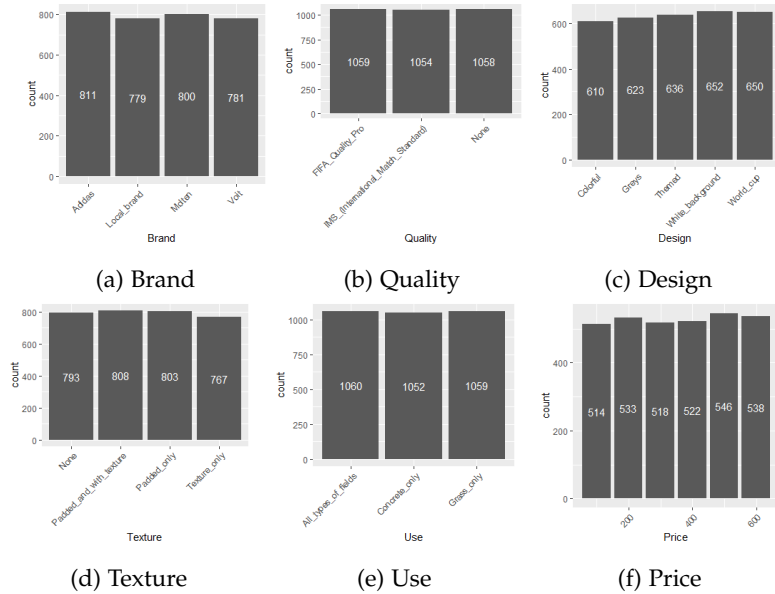 800
600
400
200
0
count
811
779
800
781
Adidas
Local_brand
Mdtan
Volt
Brand
1000
750
500
250
0
count
1059
1054
1058
FIFA_Quality_Pro
IMS_(International_Match_Standard)
None
Quality
600
400
200
0
count
610
623
636
652
650
Colorful
Greys
Themed
White_background
World_cup
Design
(a) Brand
(b) Quality
(c) Design
800
600
400
200
0
count
793
808
803
767
None
Padded_and_with_texture
Padded_only
Texture_only
Texture
1000
750
500
250
0
count
1060
1052
1059
All_types_of_fields
Concrete_only
Grass_only
Use
400
200
0
count
514
533
518
522
546
538
200
400
600
Price
(d) Texture
(e) Use
(f) Price